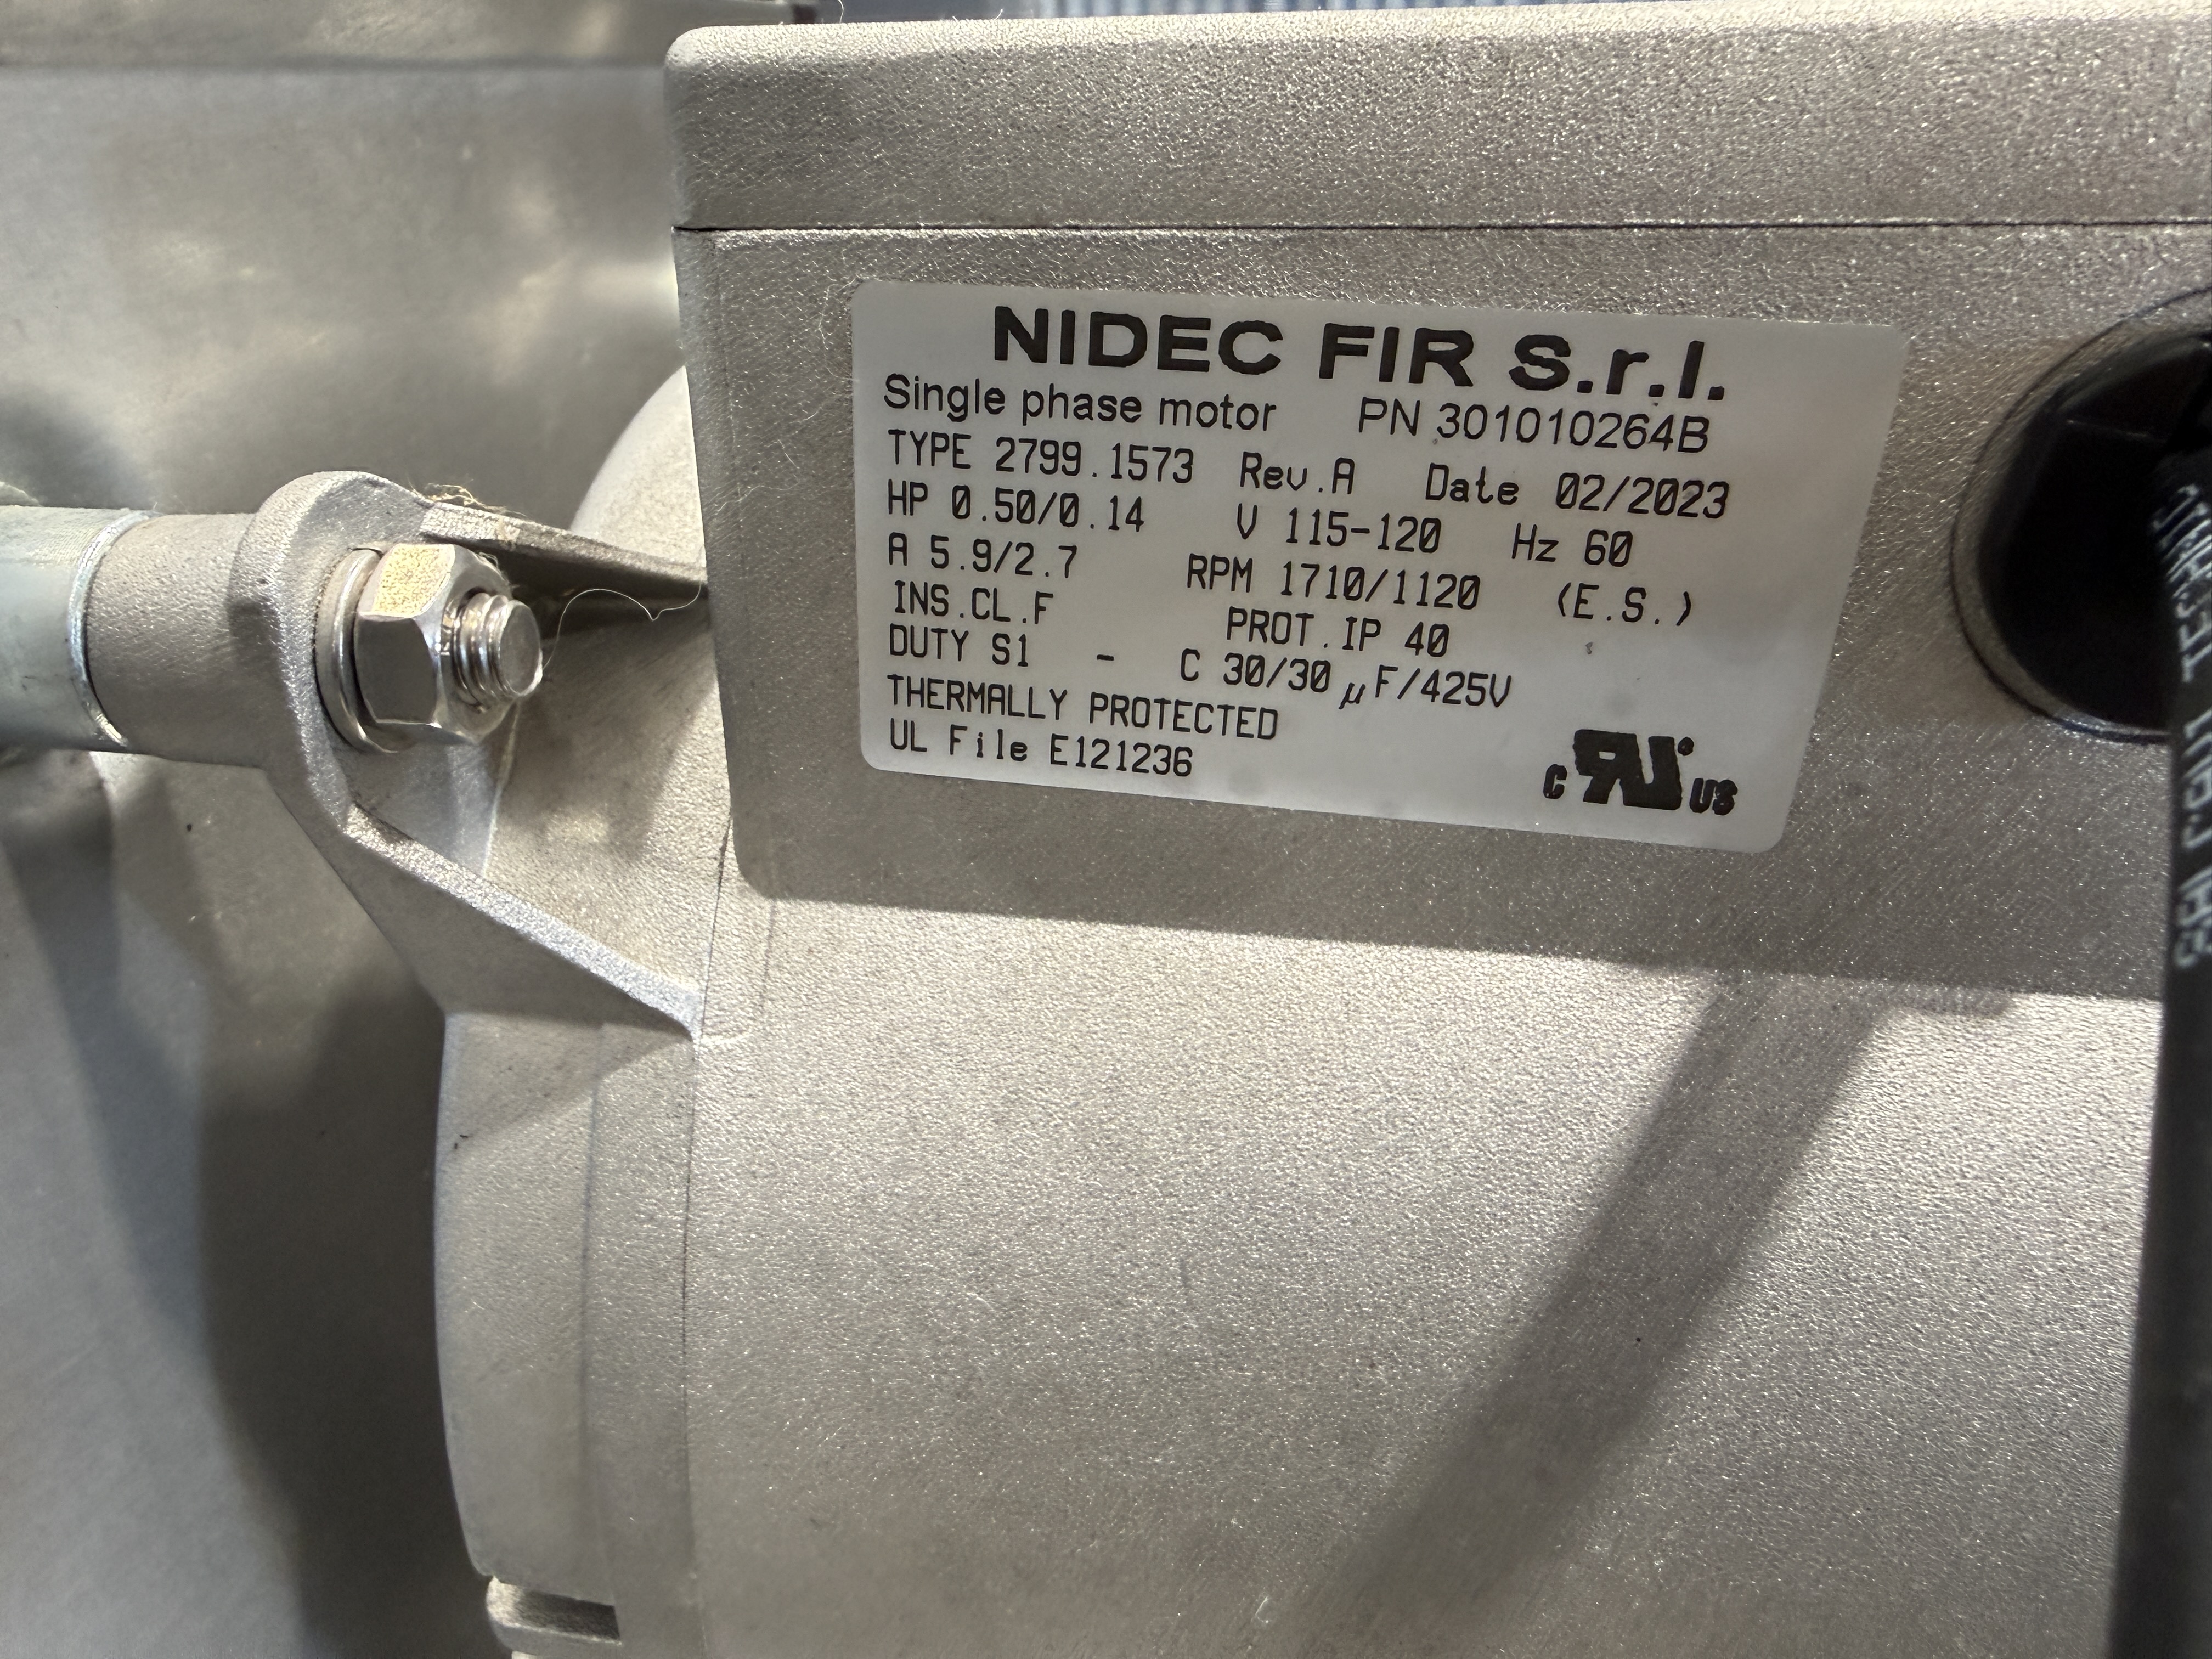 NIDEC FIR S.r.l.
Single phase motor PN 301010264B
TYPE 2799.1573 Rev.A Date 02/2023
HP 0.50/0.14 V 115-120 Hz 60
A 5.9/2.7 RPM 1710/1120 (E.S.)
INS.CL.F PROT.IP 40
DUTY S1 - C 30/30 µF/425V
THERMALLY PROTECTED
UL File E121236
c RU US